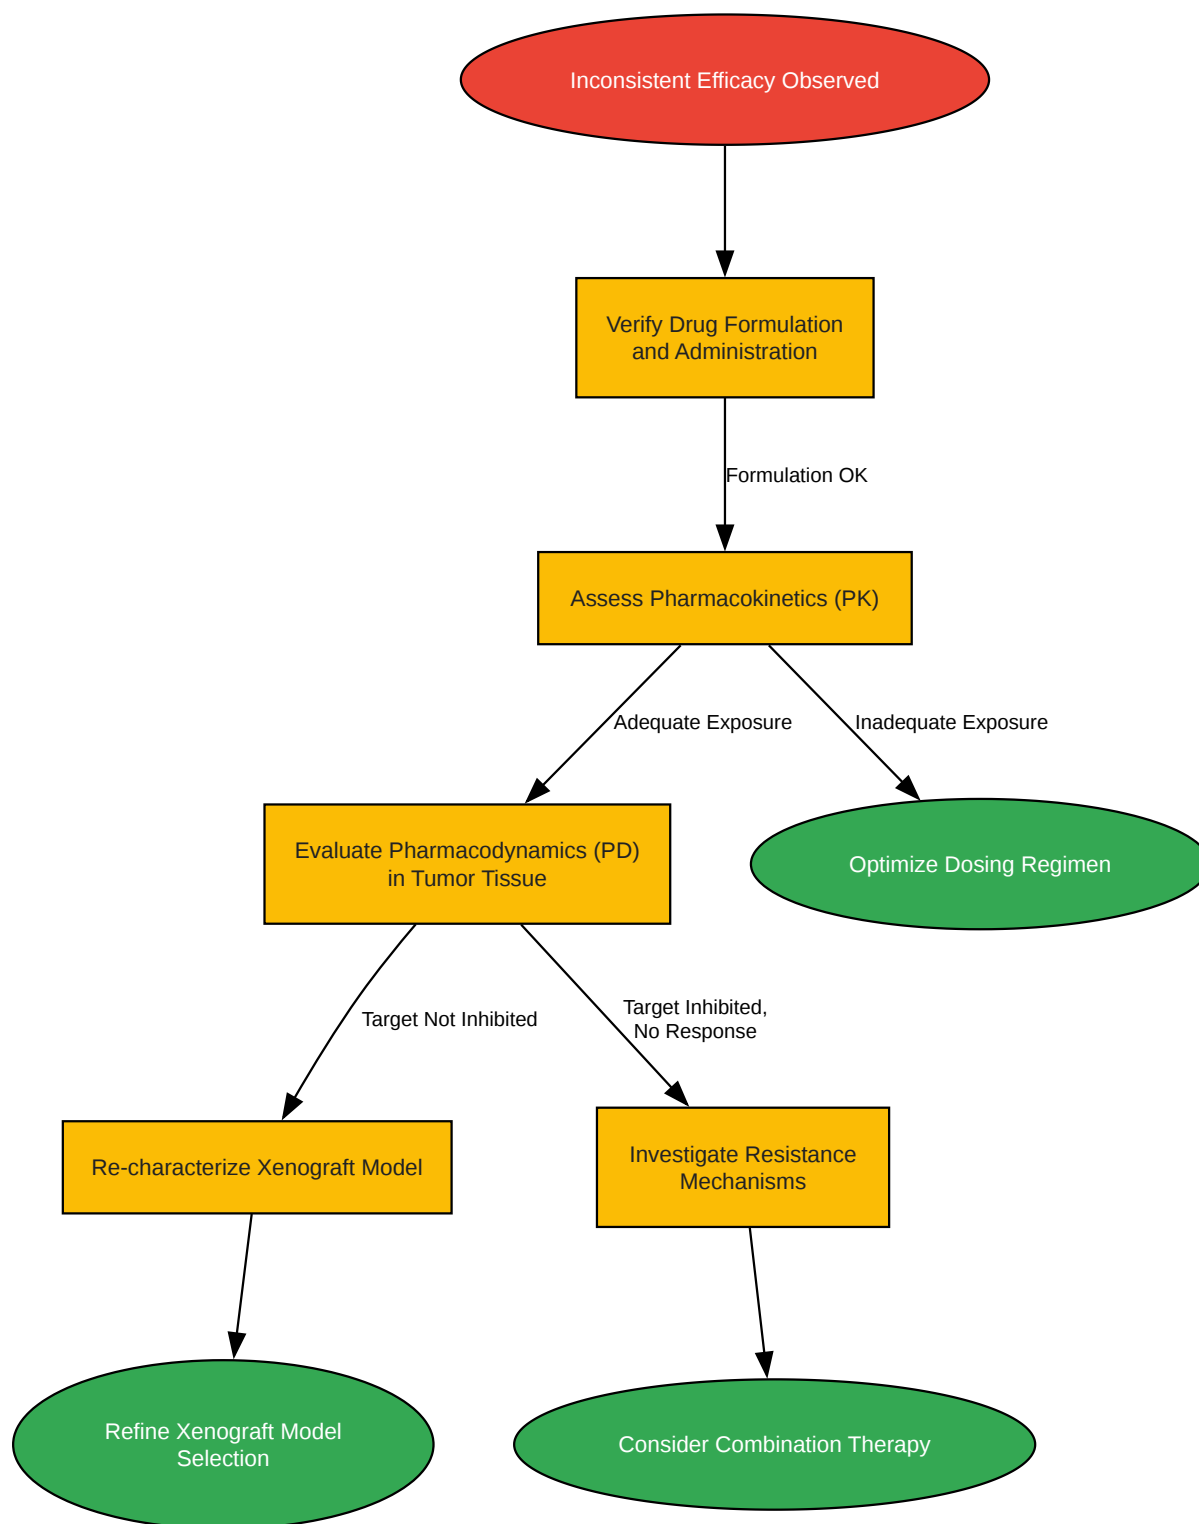 Inconsistent Efficacy Observed
Verify Drug Formulation
and Administration
Formulation OK
Assess Pharmacokinetics (PK)
Adequate Exposure
Inadequate Exposure
Evaluate Pharmacodynamics (PD)
in Tumor Tissue
Optimize Dosing Regimen
Target Not Inhibited
Target Inhibited,
No Response
Re-characterize Xenograft Model
Investigate Resistance
Mechanisms
Refine Xenograft Model
Selection
Consider Combination Therapy